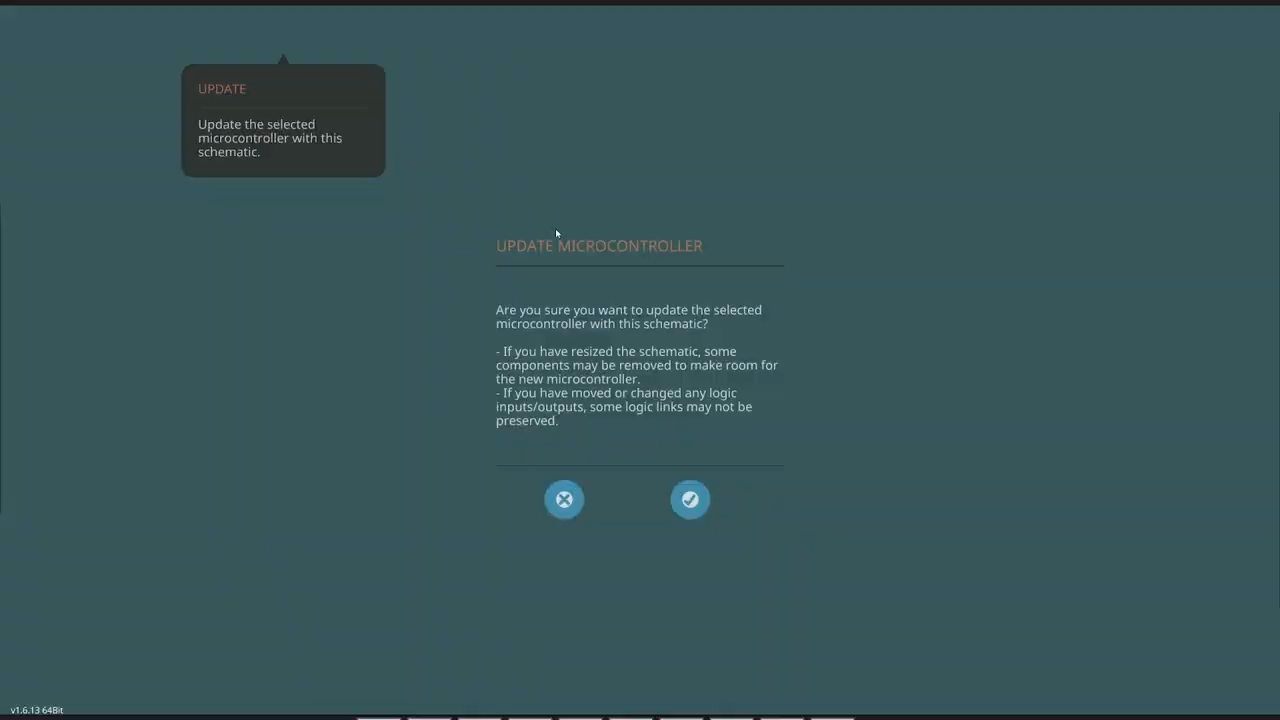 UPDATE
Update the selected
microcontroller with this
schematic.
UPDATE MICROCONTROLLER
Are you sure you want to update the selected
microcontroller with this schematic?
- If you have resized the schematic, some
components may be removed to make room for
the new microcontroller.
- If you have moved or changed any logic
inputs/outputs, some logic links may not be
preserved.
v1.6.13 64Bit